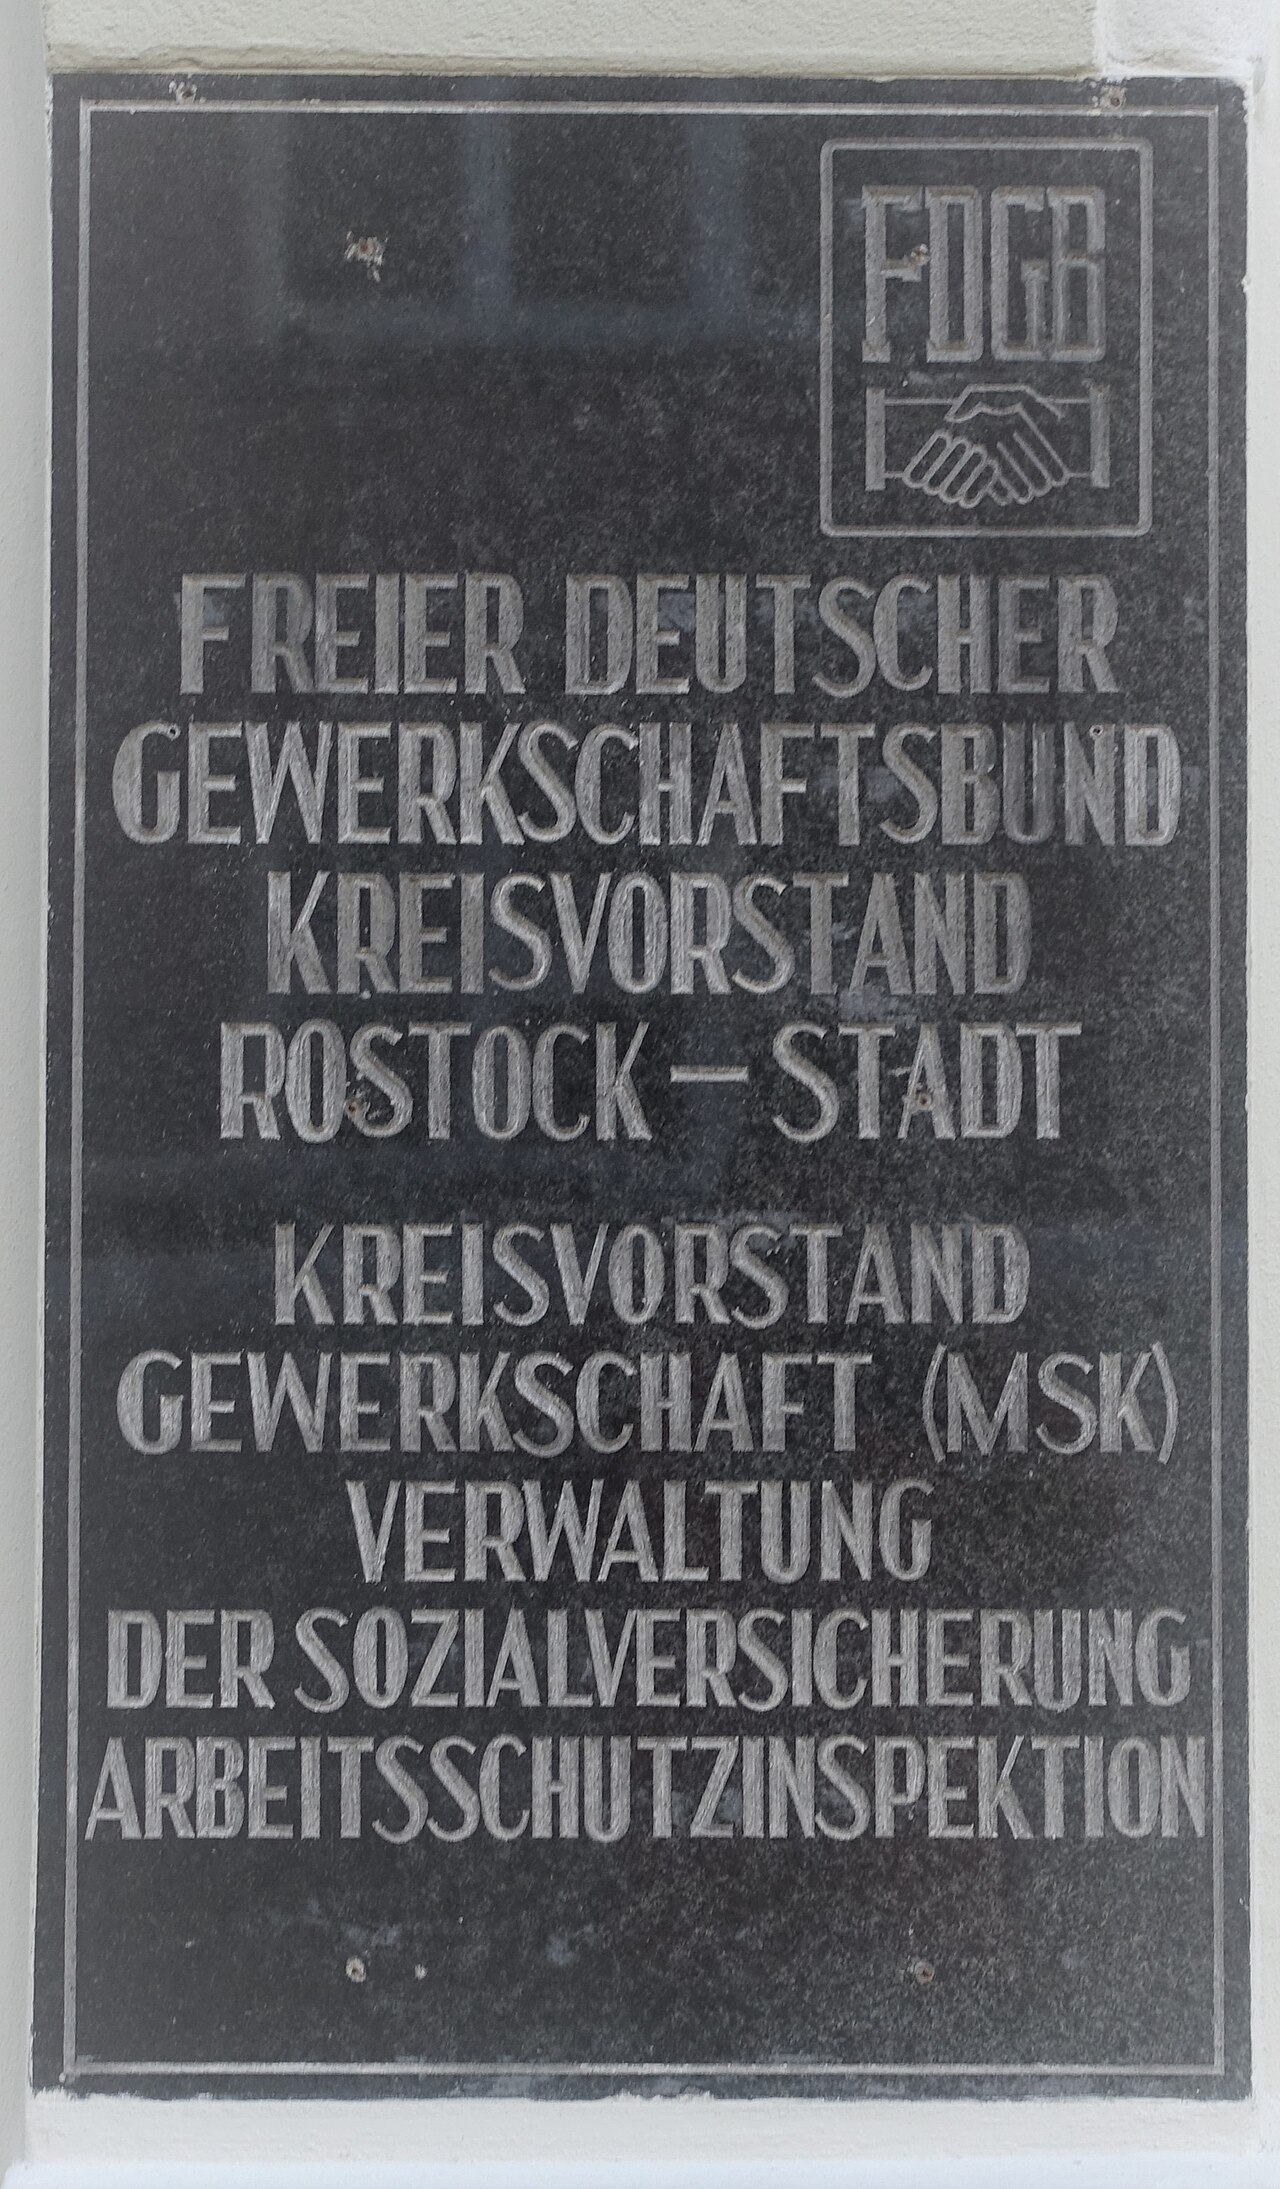 FDGB
FREIER DEUTSCHER
GEWERKSCHAFTSBUND
KREISVORSTAND
ROSTOCK — STADT
KREISVORSTAND
GEWERKSCHAFT (MSK)
VERWALTUNG
DER SOZIALVERSICHERUNG
ARBEITSSCHUTZINSPEKTION